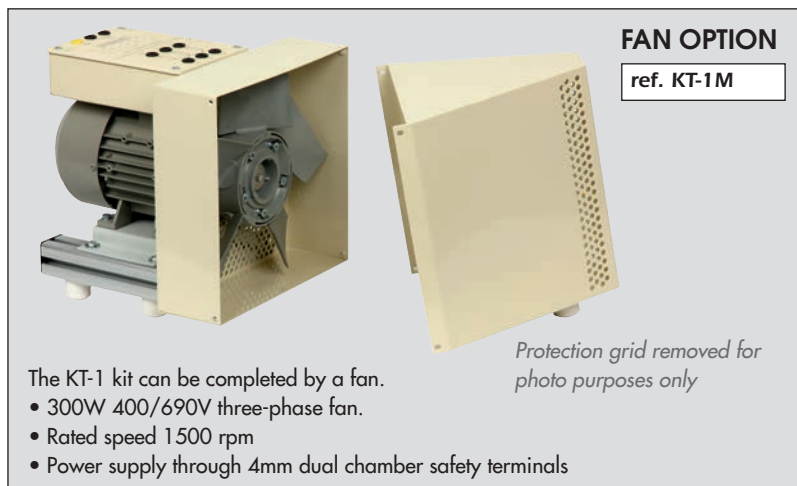 FAN OPTION
ref. KT-1M
Protection grid removed for
photo purposes only
The KT-1 kit can be completed by a fan.
• 300W 400/690V three-phase fan.
• Rated speed 1500 rpm
• Power supply through 4mm dual chamber safety terminals